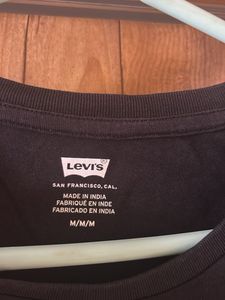 Levi's
SAN FRANCISCO, CAL.
MADE IN INDIA
FABRIQUÉ EN INDE
FABRICADO EN INDIA
M/M/M